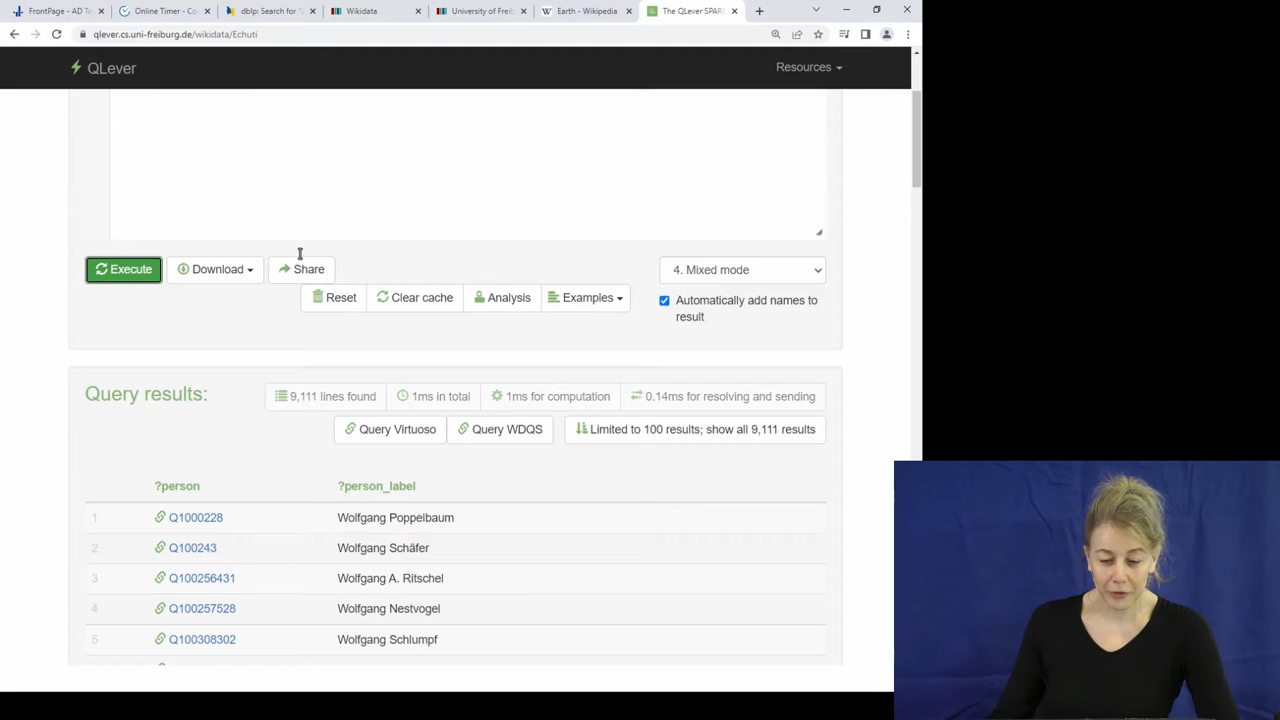 FrontPage - AD Te
Online Timer - Co
dblp: Search for "
Wikidata
University of Freib
Earth - Wikipedia
The QLever SPAR
qlever.cs.uni-freiburg.de/wikidata/Echuti
QLever
Resources
Execute
Download
Share
4. Mixed mode
Reset
Clear cache
Analysis
Examples
Automatically add names to
result
Query results:
9,111 lines found
1ms in total
1ms for computation
0.14ms for resolving and sending
Query Virtuoso
Query WDQS
Limited to 100 results; show all 9,111 results
?person ?person_label
1 Q1000228 Wolfgang Poppelbaum
2 Q100243 Wolfgang Schäfer
3 Q100256431 Wolfgang A. Ritschel
4 Q100257528 Wolfgang Nestvogel
5 Q100308302 Wolfgang Schlumpf